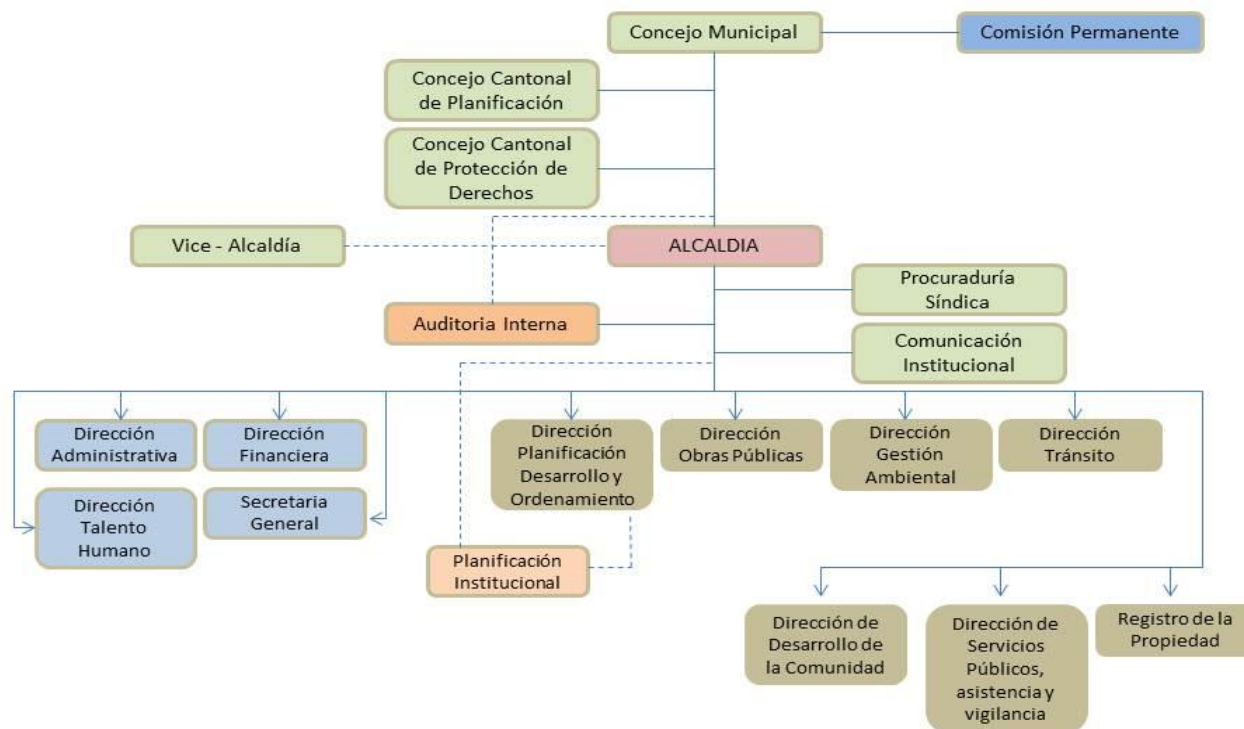 Concejo Municipal
Comisión Permanente
Concejo Cantonal
de Planificación
Concejo Cantonal
de Protección de
Derechos
Vice - Alcaldía
ALCALDIA
Procuraduría
Síndica
Auditoria Interna
Comunicación
Institucional
Dirección
Administrativa
Dirección
Financiera
Dirección
Planificación
Desarrollo y
Ordenamiento
Dirección
Obras Públicas
Dirección
Gestión
Ambiental
Dirección
Tránsito
Dirección
Talento
Humano
Secretaria
General
Planificación
Institucional
Dirección de
Desarrollo de
la Comunidad
Dirección de
Servicios
Públicos,
asistencia y
vigilancia
Registro de la
Propiedad